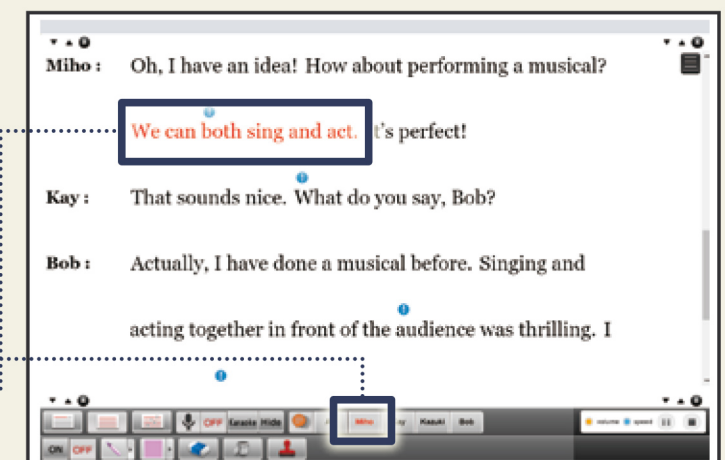 Miho : Oh, I have an idea! How about performing a musical?
We can both sing and act. t's perfect!
Kay : That sounds nice. What do you say, Bob?
Bob : Actually, I have done a musical before. Singing and
acting together in front of the audience was thrilling. I
OFF Karaoke Hide Miho ay Kazuki Bob volume speed
ON OFF